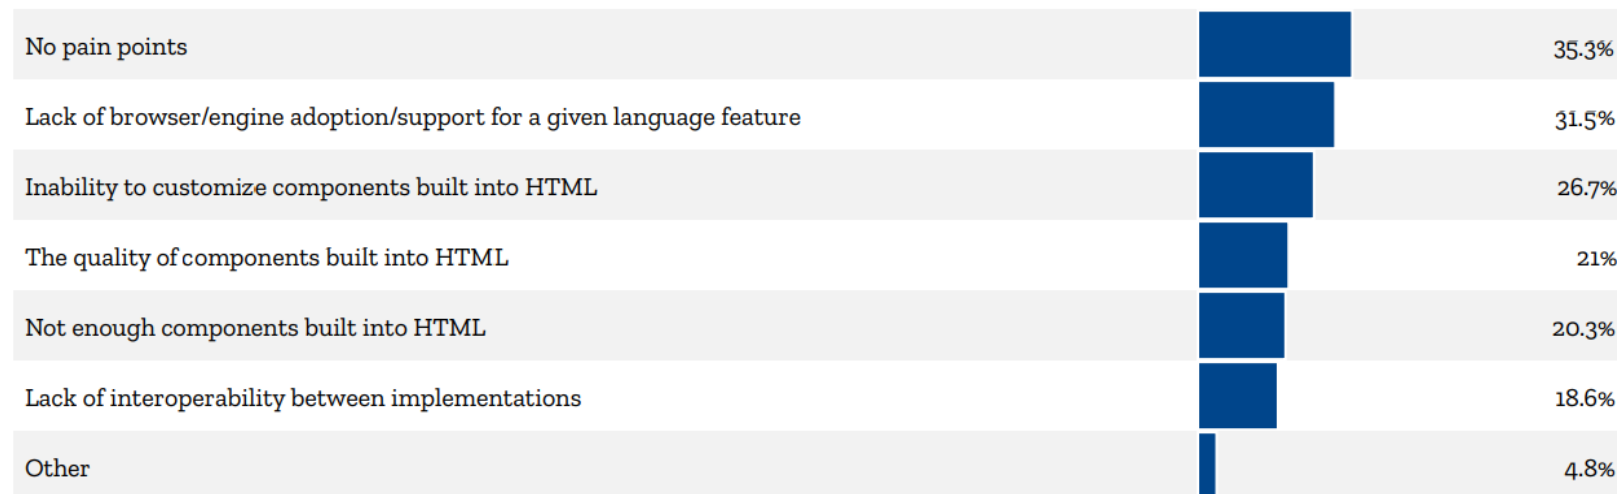 No pain points 35.3%
Lack of browser/engine adoption/support for a given language feature 31.5%
Inability to customize components built into HTML 26.7%
The quality of components built into HTML 21%
Not enough components built into HTML 20.3%
Lack of interoperability between implementations 18.6%
Other 4.8%